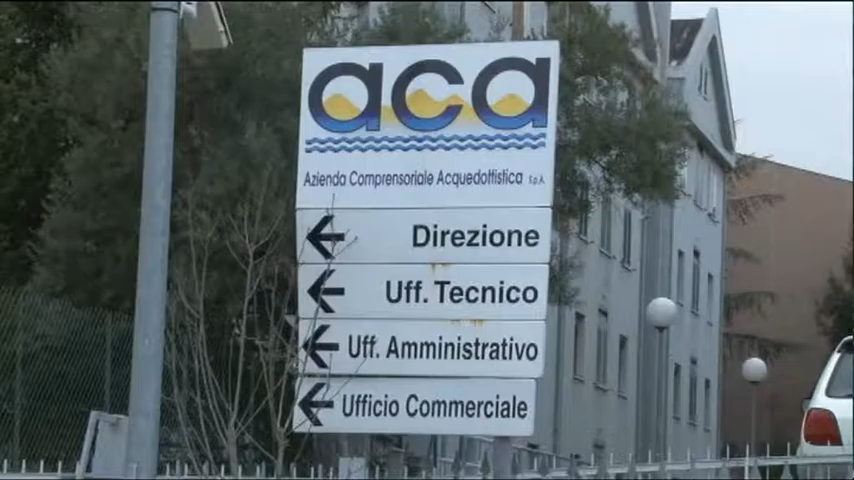 aca
Azienda Comprensoriale Acquedottistica S.p.A.
Direzione
Uff. Tecnico
Uff. Amministrativo
Ufficio Commerciale